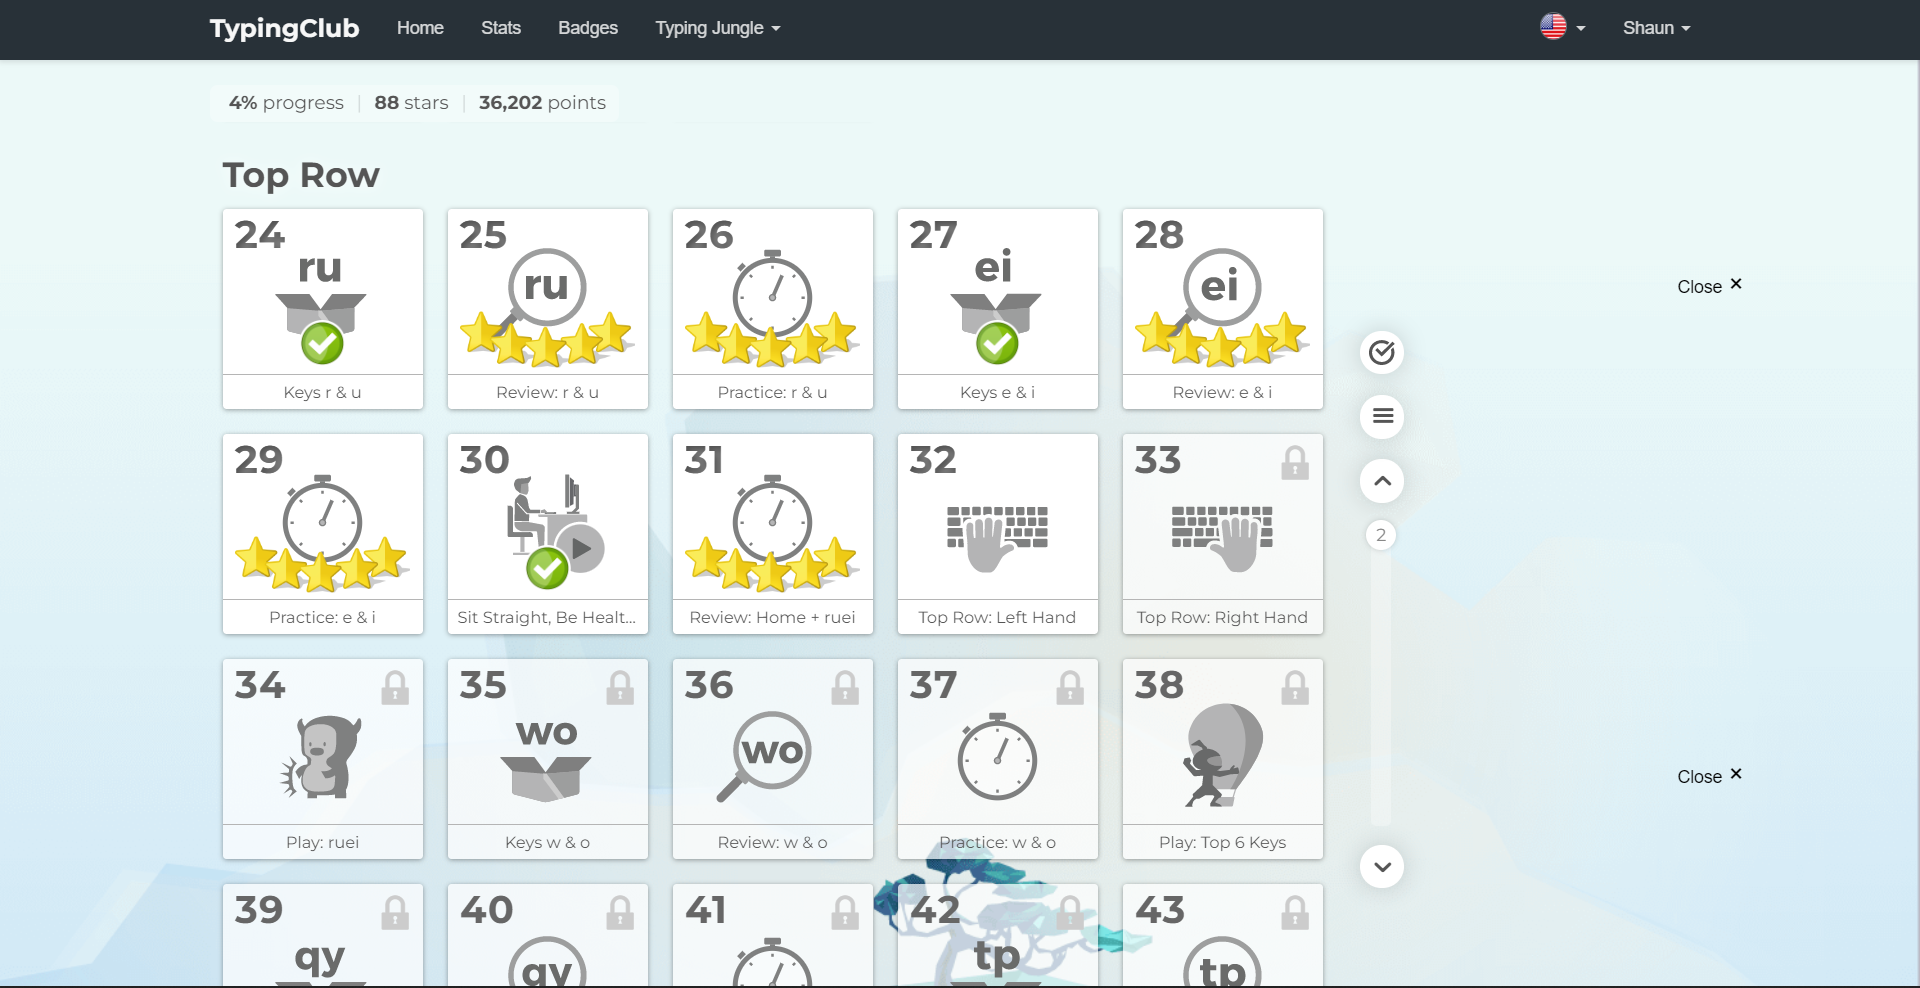 TypingClub Home Stats Badges Typing Jungle Shaun
4% progress 88 stars 36,202 points
Top Row
24 25 26 27 28
ru ru ei ei
Keys r & u Review: r & u Practice: r & u Keys e & i Review: e & i
Close ×
29 30 31 32 33
Practice: e & i Sit Straight, Be Healt... Review: Home + ruei Top Row: Left Hand Top Row: Right Hand
2
34 35 36 37 38
wo wo
Play: ruei Keys w & o Review: w & o Practice: w & o Play: Top 6 Keys
Close ×
39 40 41 42 43
qy qy tp tp